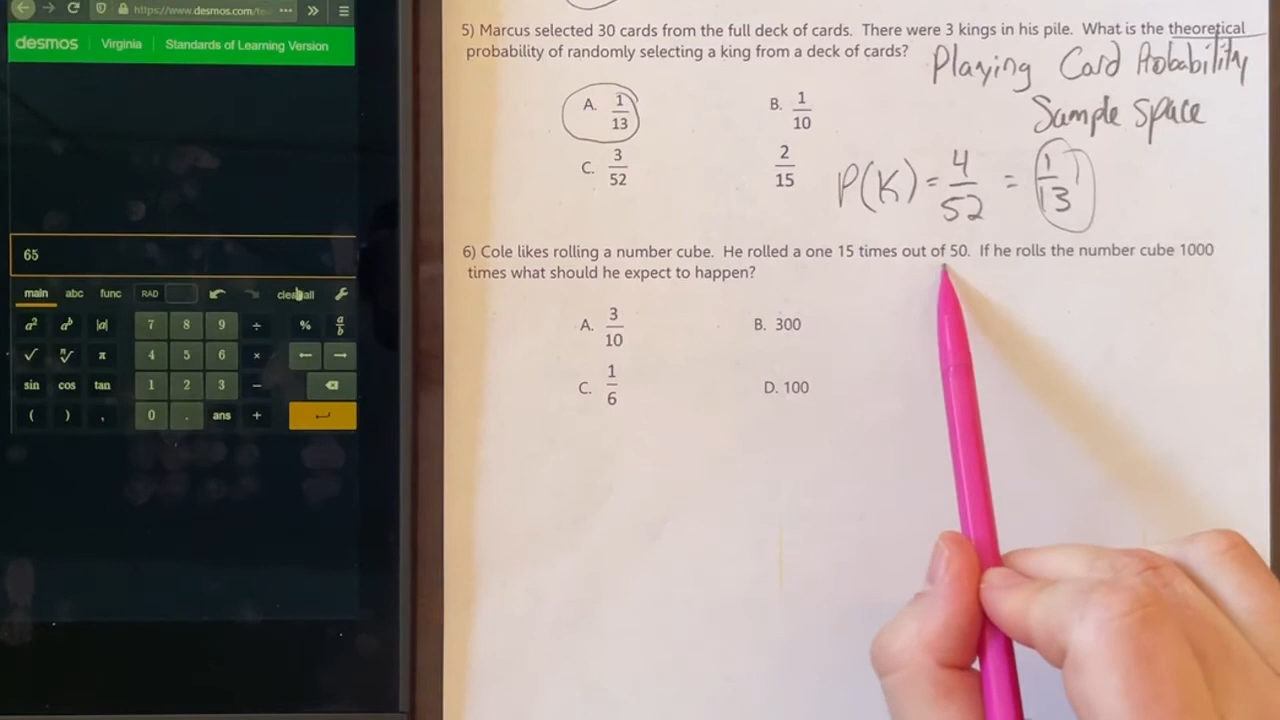 https://www.desmos.com/te
desmos Virginia Standards of Learning Version
65
main abc func RAD clear all
a² aᵇ |a| 7 8 9 ÷ % a/b
√ ⁿ√ π 4 5 6 × ← →
sin cos tan 1 2 3 −
( ) , 0 . ans +
5) Marcus selected 30 cards from the full deck of cards. There were 3 kings in his pile. What is the theoretical
probability of randomly selecting a king from a deck of cards?
Playing Card Probability
Sample Space
A. 1/13 B. 1/10
C. 3/52 2/15
P(K) = 4/52 = 1/13
6) Cole likes rolling a number cube. He rolled a one 15 times out of 50. If he rolls the number cube 1000
times what should he expect to happen?
A. 3/10 B. 300
C. 1/6 D. 100